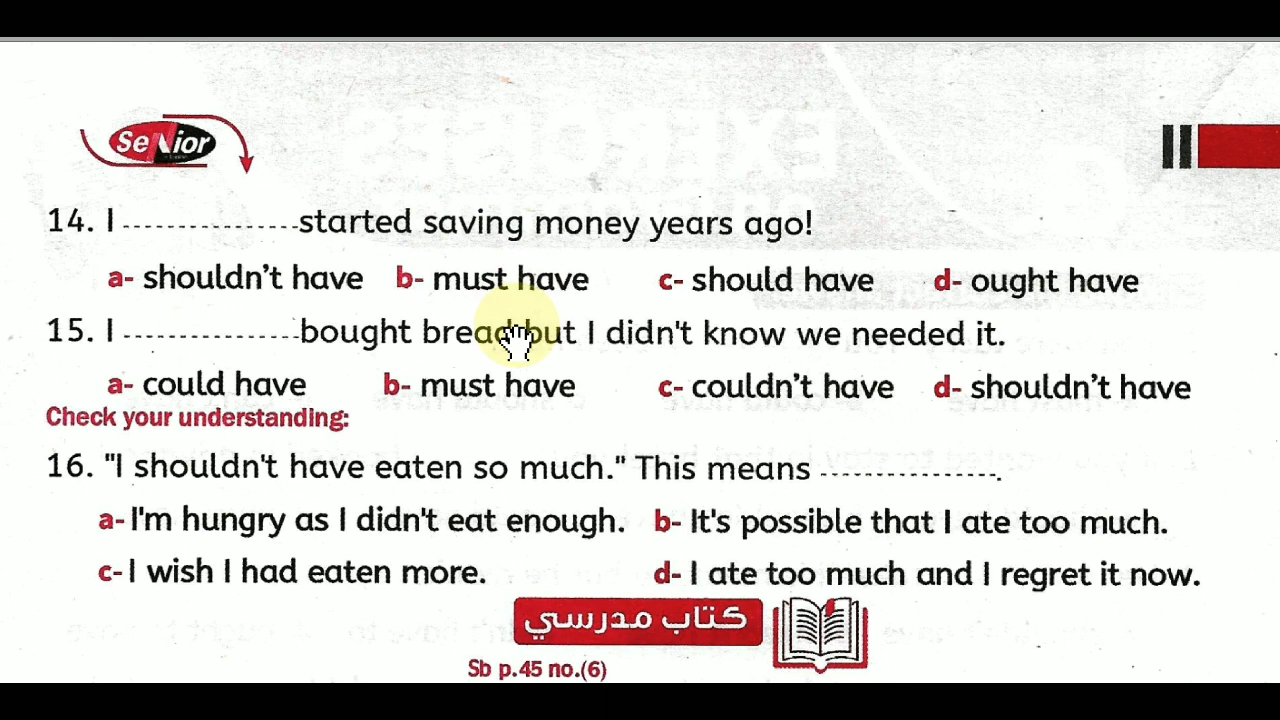 Senior
14. I ................started saving money years ago!
a- shouldn't have b- must have c- should have d- ought have
15. I ................bought bread but I didn't know we needed it.
a- could have b- must have c- couldn't have d- shouldn't have
Check your understanding:
16. "I shouldn't have eaten so much." This means ................
a- I'm hungry as I didn't eat enough. b- It's possible that I ate too much.
c- I wish I had eaten more. d- I ate too much and I regret it now.
كتاب مدرسي
Sb p.45 no.(6)